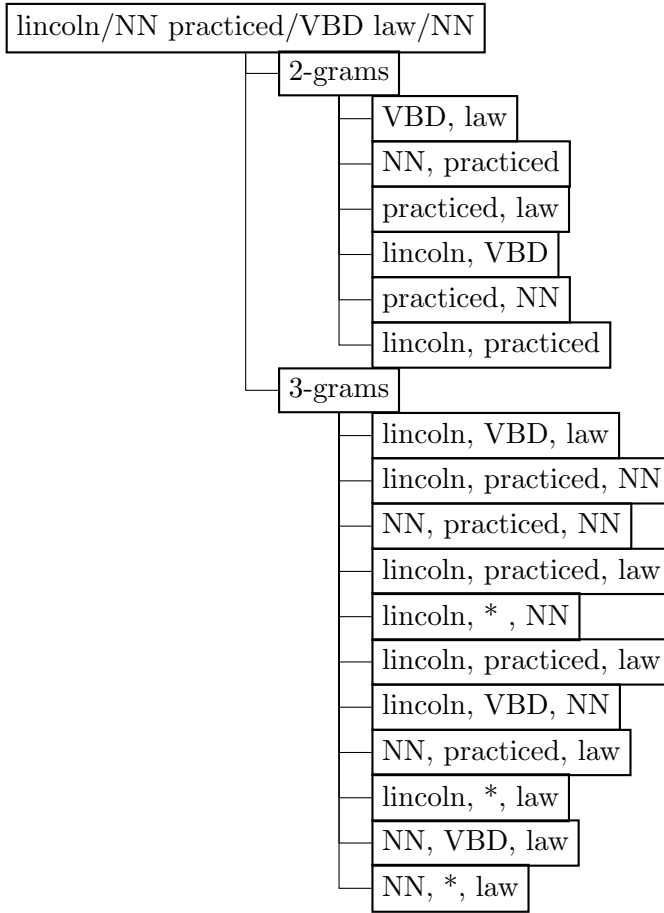 lincoln/NN practiced/VBD law/NN
2-grams
VBD, law
NN, practiced
practiced, law
lincoln, VBD
practiced, NN
lincoln, practiced
3-grams
lincoln, VBD, law
lincoln, practiced, NN
NN, practiced, NN
lincoln, practiced, law
lincoln, * , NN
lincoln, practiced, law
lincoln, VBD, NN
NN, practiced, law
lincoln, *, law
NN, VBD, law
NN, *, law